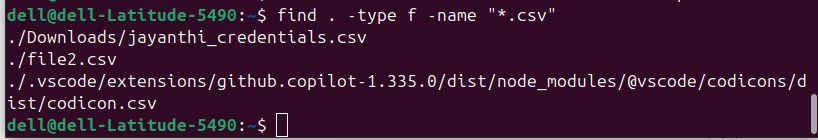 dell@dell-Latitude-5490:~$ find . -type f -name "*.csv"
./Downloads/jayanthi_credentials.csv
./file2.csv
./.vscode/extensions/github.copilot-1.335.0/dist/node_modules/@vscode/codicons/d
ist/codicon.csv
dell@dell-Latitude-5490:~$